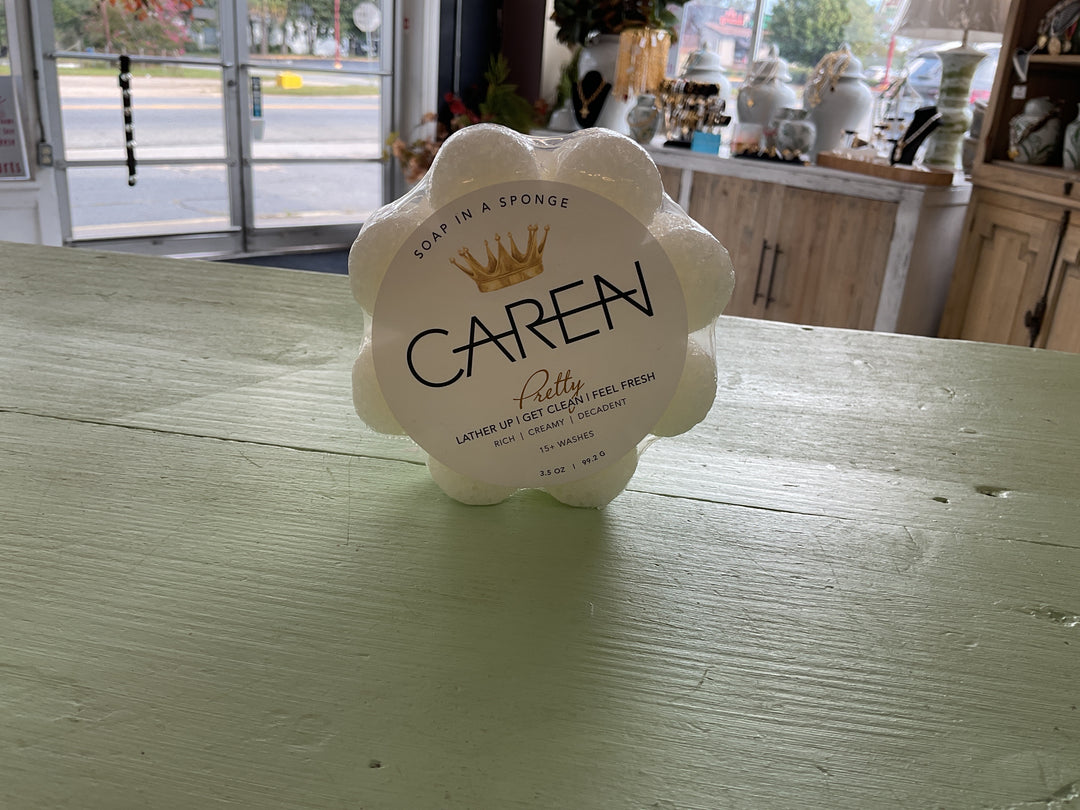 SOAP IN A SPONGE
CAREN
Pretty
LATHER UP | GET CLEAN | FEEL FRESH
RICH | CREAMY | DECADENT
15+ WASHES
3.5 OZ | 99.2 G